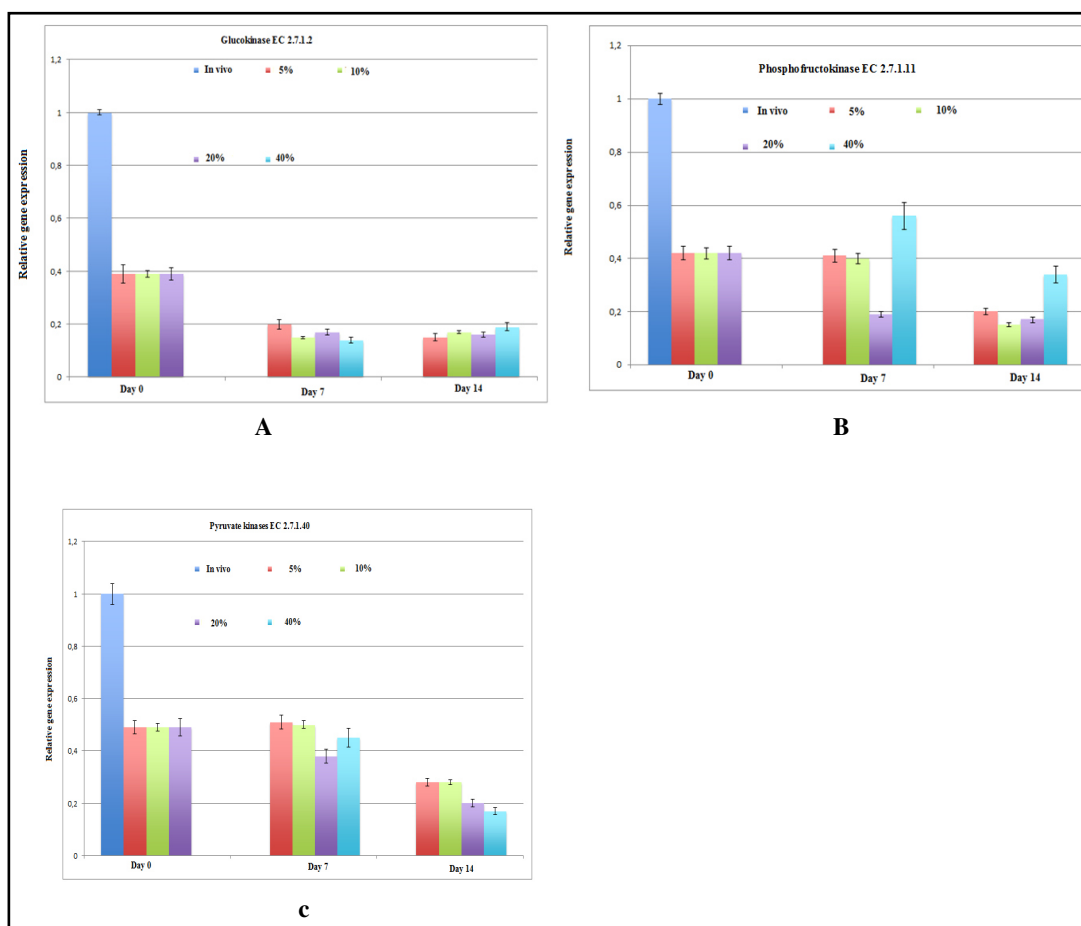 Glucokinase EC 2.7.1.2
In vivo 5% 10%
20% 40%
Relative gene expression
1,2
1
0,8
0,6
0,4
0,2
0
Day 0 Day 7 Day 14
A
Phosphofructokinase EC 2.7.1.11
In vivo 5% 10%
20% 40%
Relative gene expression
1,2
1
0,8
0,6
0,4
0,2
0
Day 0 Day 7 Day 14
B
Pyruvate kinases EC 2.7.1.40
In vivo 5% 10%
20% 40%
Relative gene expression
1,2
1
0,8
0,6
0,4
0,2
0
Day 0 Day 7 Day 14
c